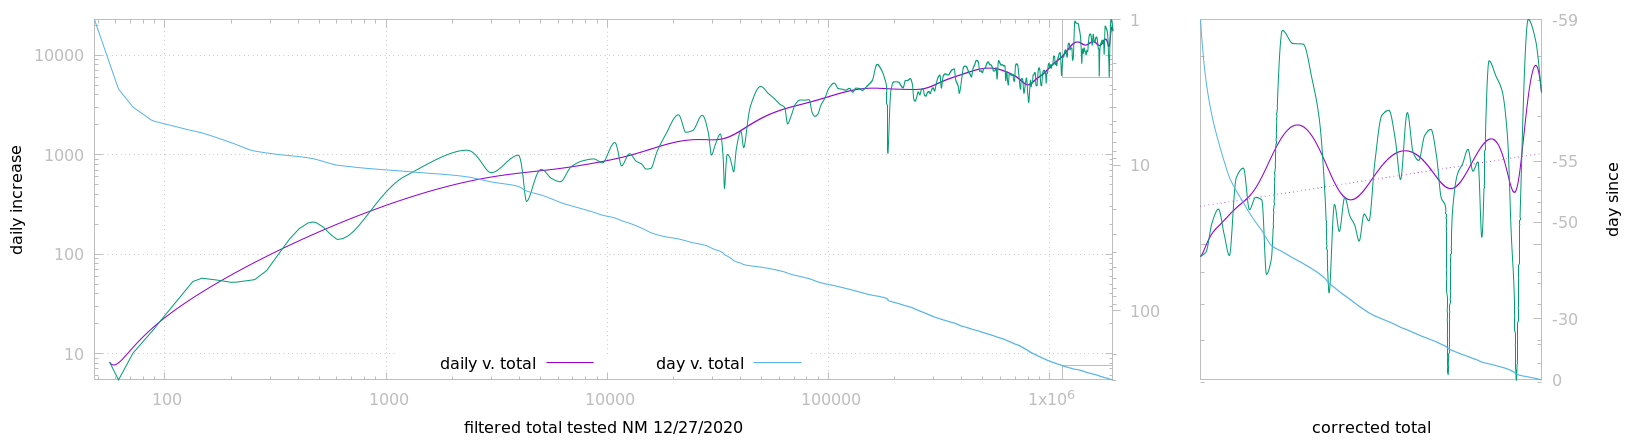 daily increase
10000
1000
100
10
100
1000
10000
100000
1x10^6
filtered total tested NM 12/27/2020
daily v. total
day v. total
1
10
100
-59
-55
-50
-30
0
day since
corrected total